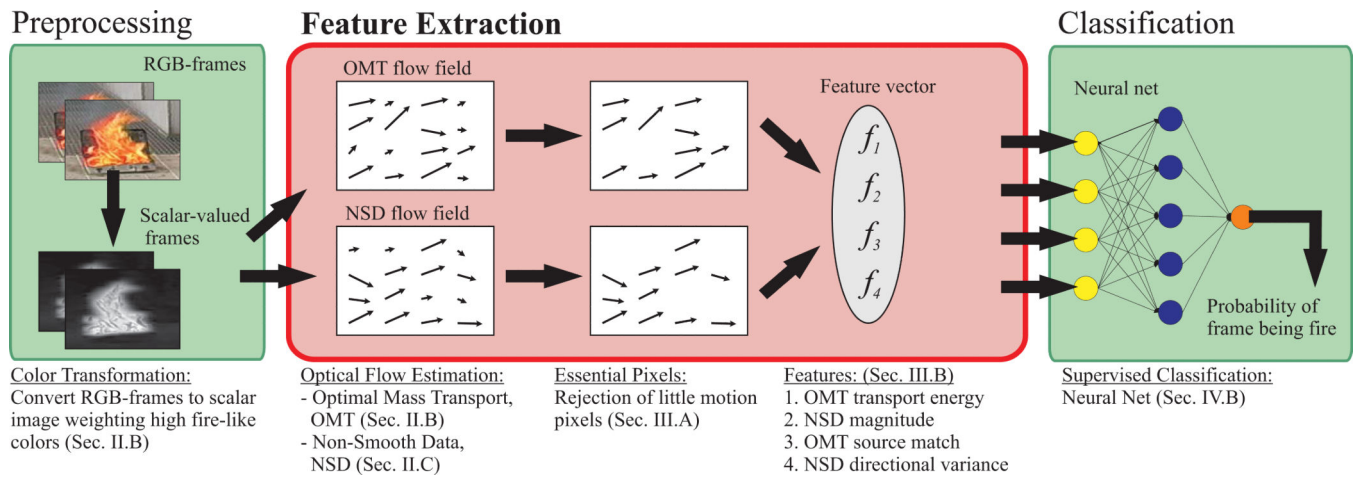 Preprocessing
Feature Extraction
Classification
RGB-frames
Scalar-valued
frames
OMT flow field
NSD flow field
Feature vector
f1
f2
f3
f4
Neural net
Probability of
frame being fire
Color Transformation:
Convert RGB-frames to scalar
image weighting high fire-like
colors (Sec. II.B)
Optical Flow Estimation:
- Optimal Mass Transport,
OMT (Sec. II.B)
- Non-Smooth Data,
NSD (Sec. II.C)
Essential Pixels:
Rejection of little motion
pixels (Sec. III.A)
Features: (Sec. III.B)
1. OMT transport energy
2. NSD magnitude
3. OMT source match
4. NSD directional variance
Supervised Classification:
Neural Net (Sec. IV.B)